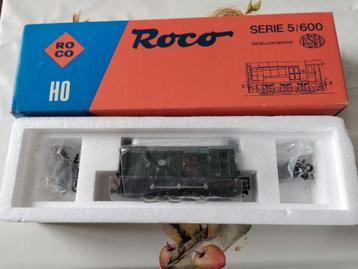 ROCO
HO
Roco
SERIE 5/600
DIESELLOKOMOTIVE